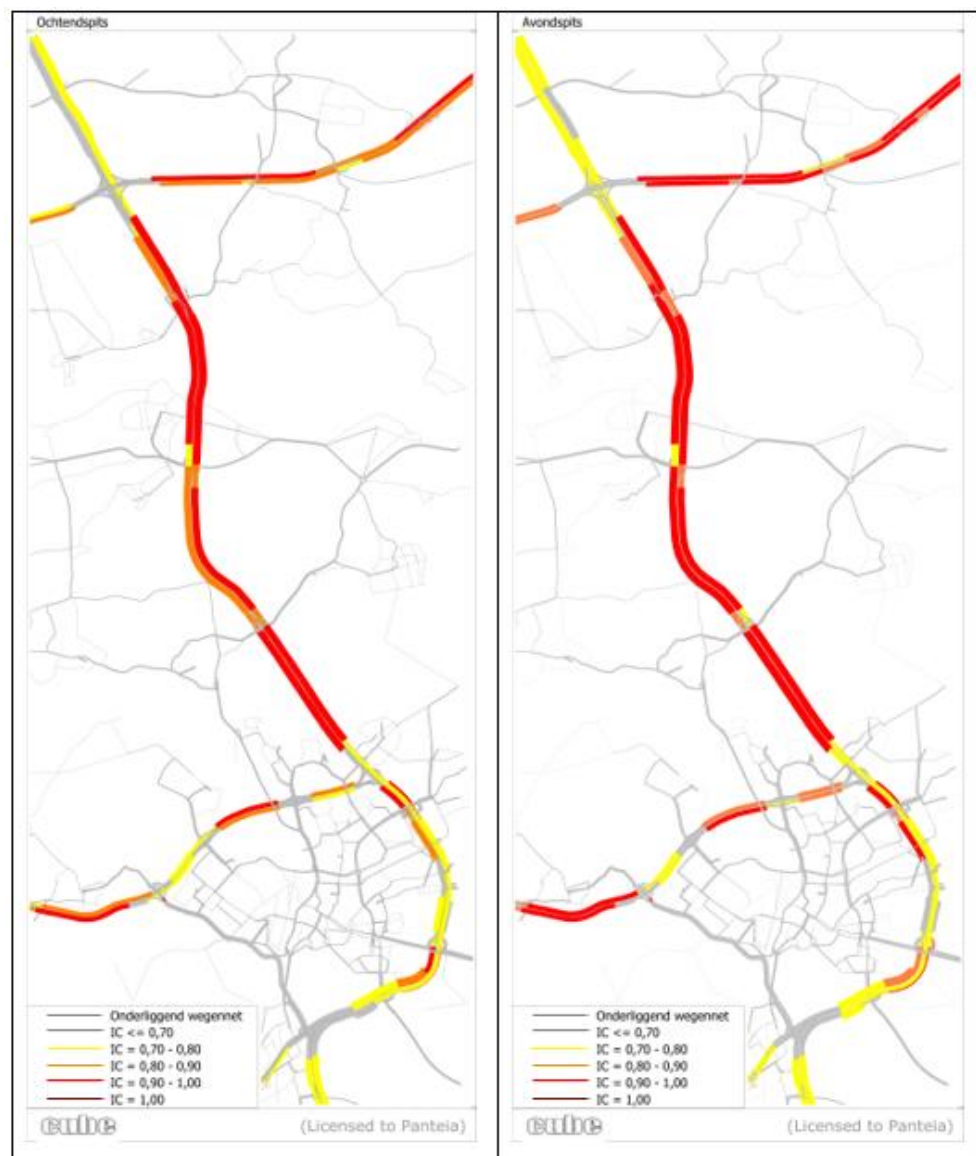 Ochtendspits
Onderliggend wegennet
IC <= 0,70
IC = 0,70 - 0,80
IC = 0,80 - 0,90
IC = 0,90 - 1,00
IC = 1,00
cube
(Licensed to Panteia)
Avondspits
Onderliggend wegennet
IC <= 0,70
IC = 0,70 - 0,80
IC = 0,80 - 0,90
IC = 0,90 - 1,00
IC = 1,00
cube
(Licensed to Panteia)